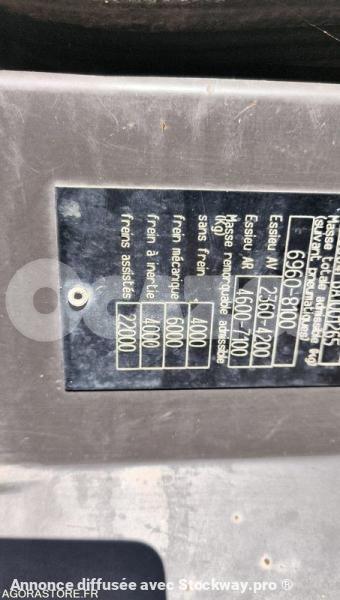 Masse totale admissible (kg)
(suivant pneumatiques)
6960-8100
Essieu AV 2360-4200
Essieu AR 4600-7100
Masse remorquable admissible
(kg)
sans frein 4000
frein mécanique 6000
frein à inertie 4000
freins assistés 22000
AGORASTORE.FR
Annonce diffusée avec Stockway.pro ®